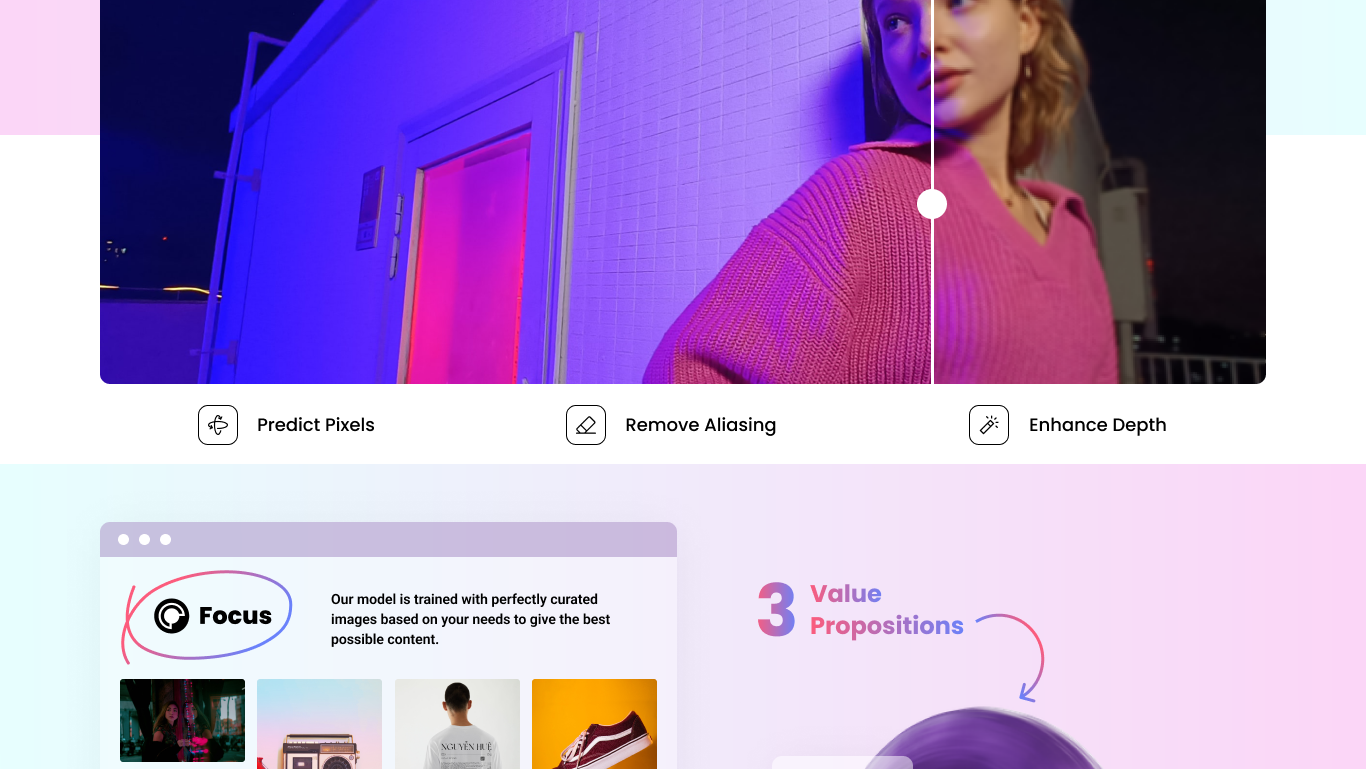 Predict Pixels
Remove Aliasing
Enhance Depth
Focus
Our model is trained with perfectly curated
images based on your needs to give the best
possible content.
3 Value
Propositions
NGUYỄN HUỆ